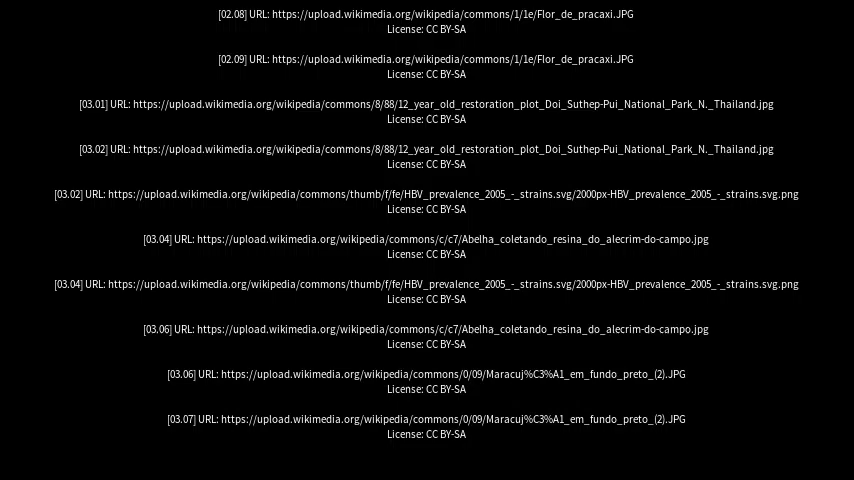 [02.08] URL: https://upload.wikimedia.org/wikipedia/commons/1/1e/Flor_de_pracaxi.JPG
License: CC BY-SA
[02.09] URL: https://upload.wikimedia.org/wikipedia/commons/1/1e/Flor_de_pracaxi.JPG
License: CC BY-SA
[03.01] URL: https://upload.wikimedia.org/wikipedia/commons/8/88/12_year_old_restoration_plot_Doi_Suthep-Pui_National_Park_N._Thailand.jpg
License: CC BY-SA
[03.02] URL: https://upload.wikimedia.org/wikipedia/commons/8/88/12_year_old_restoration_plot_Doi_Suthep-Pui_National_Park_N._Thailand.jpg
License: CC BY-SA
[03.02] URL: https://upload.wikimedia.org/wikipedia/commons/thumb/f/fe/HBV_prevalence_2005_-_strains.svg/2000px-HBV_prevalence_2005_-_strains.svg.png
License: CC BY-SA
[03.04] URL: https://upload.wikimedia.org/wikipedia/commons/c/c7/Abelha_coletando_resina_do_alecrim-do-campo.jpg
License: CC BY-SA
[03.04] URL: https://upload.wikimedia.org/wikipedia/commons/thumb/f/fe/HBV_prevalence_2005_-_strains.svg/2000px-HBV_prevalence_2005_-_strains.svg.png
License: CC BY-SA
[03.06] URL: https://upload.wikimedia.org/wikipedia/commons/c/c7/Abelha_coletando_resina_do_alecrim-do-campo.jpg
License: CC BY-SA
[03.06] URL: https://upload.wikimedia.org/wikipedia/commons/0/09/Maracuj%C3%A1_em_fundo_preto_(2).JPG
License: CC BY-SA
[03.07] URL: https://upload.wikimedia.org/wikipedia/commons/0/09/Maracuj%C3%A1_em_fundo_preto_(2).JPG
License: CC BY-SA